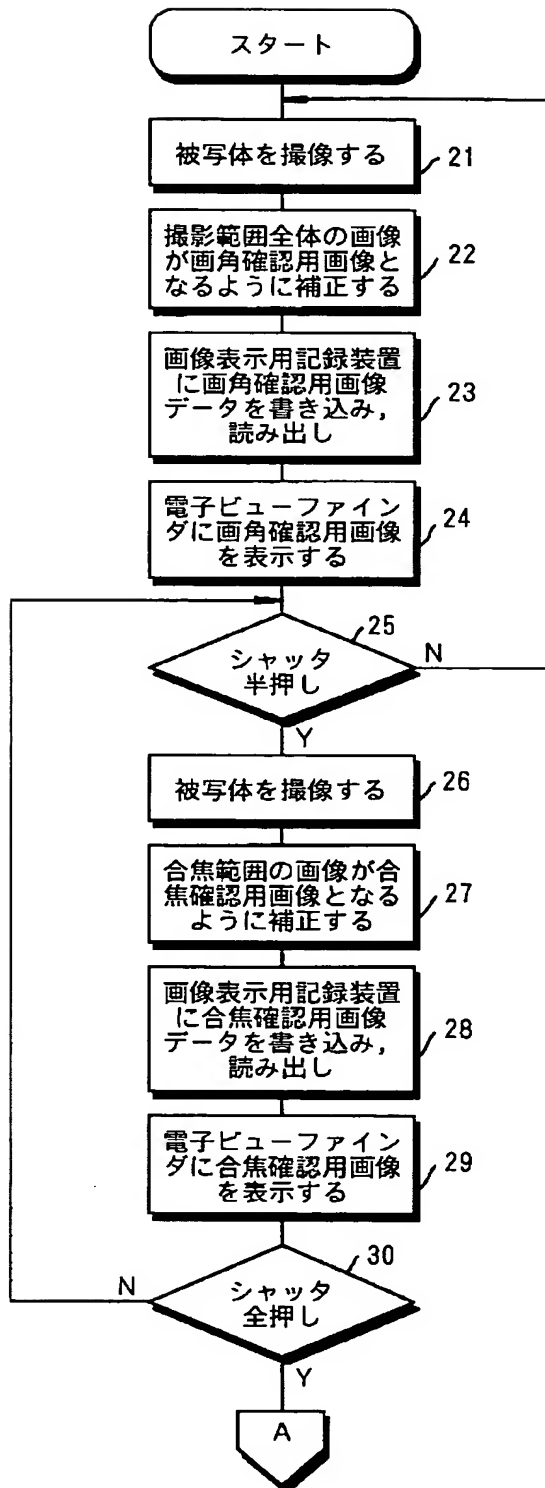 スタート
被写体を撮像する
21
撮影範囲全体の画像
が画角確認用画像と
なるように補正する
22
画像表示用記録装置
に画角確認用画像
データを書き込み，
読み出し
23
電子ビューファイン
ダに画角確認用画像
を表示する
24
25
シャッタ
半押し
N
Y
被写体を撮像する
26
合焦範囲の画像が合
焦確認用画像となる
ように補正する
27
画像表示用記録装置
に合焦確認用画像
データを書き込み，
読み出し
28
電子ビューファイン
ダに合焦確認用画像
を表示する
29
30
N
シャッタ
全押し
Y
A